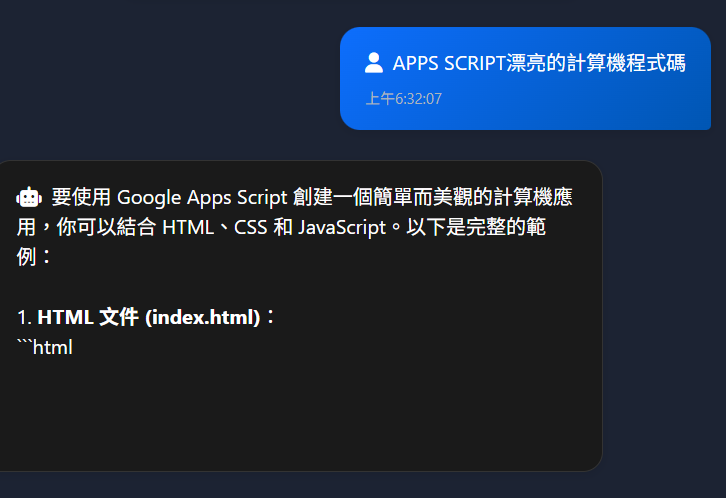 APPS SCRIPT漂亮的計算機程式碼
上午6:32:07
要使用 Google Apps Script 創建一個簡單而美觀的計算機應
用，你可以結合 HTML、CSS 和 JavaScript。以下是完整的範
例：
1. HTML 文件 (index.html)：
```html